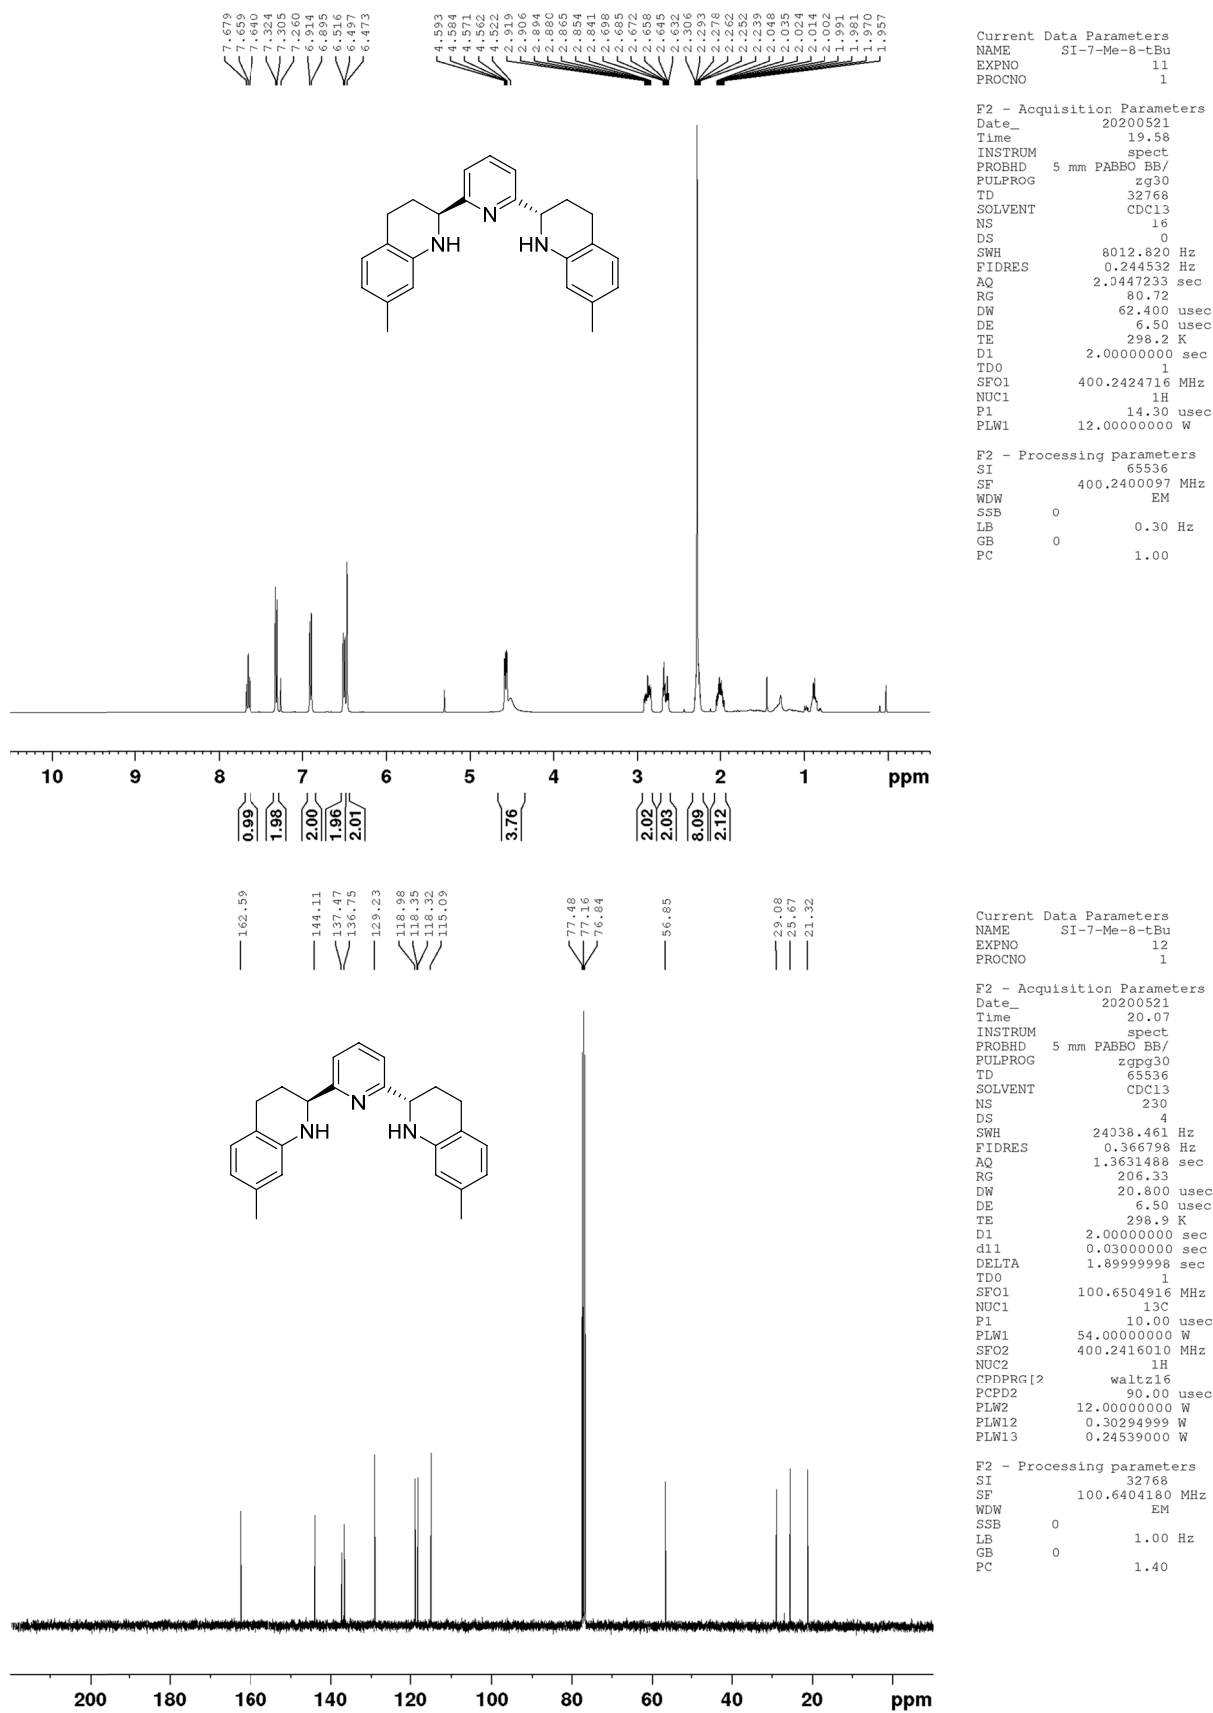 7.679
7.659
7.640
7.324
7.305
7.260
6.914
6.895
6.516
6.497
6.473
4.593
4.584
4.571
4.562
4.522
2.919
2.906
2.894
2.880
2.865
2.854
2.841
2.698
2.685
2.672
2.658
2.645
2.632
2.306
2.293
2.278
2.262
2.252
2.239
2.048
2.035
2.024
2.014
2.002
1.991
1.981
1.970
1.957
Current Data Parameters
NAME SI-7-Me-8-tBu
EXPNO 11
PROCNO 1
F2 - Acquisition Parameters
Date_ 20200521
Time 19.58
INSTRUM spect
PROBHD 5 mm PABBO BB/
PULPROG zg30
TD 32768
SOLVENT CDCl3
NS 16
DS 0
SWH 8012.820 Hz
FIDRES 0.244532 Hz
AQ 2.0447233 sec
RG 80.72
DW 62.400 usec
DE 6.50 usec
TE 298.2 K
D1 2.00000000 sec
TD0 1
SFO1 400.2424716 MHz
NUC1 1H
P1 14.30 usec
PLW1 12.00000000 W
F2 - Processing parameters
SI 65536
SF 400.2400097 MHz
WDW EM
SSB 0
LB 0.30 Hz
GB 0
PC 1.00
N
NH HN
10 9 8 7 6 5 4 3 2 1 ppm
0.99 1.98 2.00 1.96 2.01 3.76 2.02 2.03 8.09 2.12
162.59
144.11
137.47
136.75
129.23
118.98
118.35
118.32
115.09
77.48
77.16
76.84
56.85
29.08
25.67
21.32
Current Data Parameters
NAME SI-7-Me-8-tBu
EXPNO 12
PROCNO 1
F2 - Acquisition Parameters
Date_ 20200521
Time 20.07
INSTRUM spect
PROBHD 5 mm PABBO BB/
PULPROG zgpg30
TD 65536
SOLVENT CDCl3
NS 230
DS 4
SWH 24038.461 Hz
FIDRES 0.366798 Hz
AQ 1.3631488 sec
RG 206.33
DW 20.800 usec
DE 6.50 usec
TE 298.9 K
D1 2.00000000 sec
d11 0.03000000 sec
DELTA 1.89999998 sec
TD0 1
SFO1 100.6504916 MHz
NUC1 13C
P1 10.00 usec
PLW1 54.00000000 W
SFO2 400.2416010 MHz
NUC2 1H
CPDPRG[2 waltz16
PCPD2 90.00 usec
PLW2 12.00000000 W
PLW12 0.30294999 W
PLW13 0.24539000 W
F2 - Processing parameters
SI 32768
SF 100.6404180 MHz
WDW EM
SSB 0
LB 1.00 Hz
GB 0
PC 1.40
N
NH HN
200 180 160 140 120 100 80 60 40 20 ppm